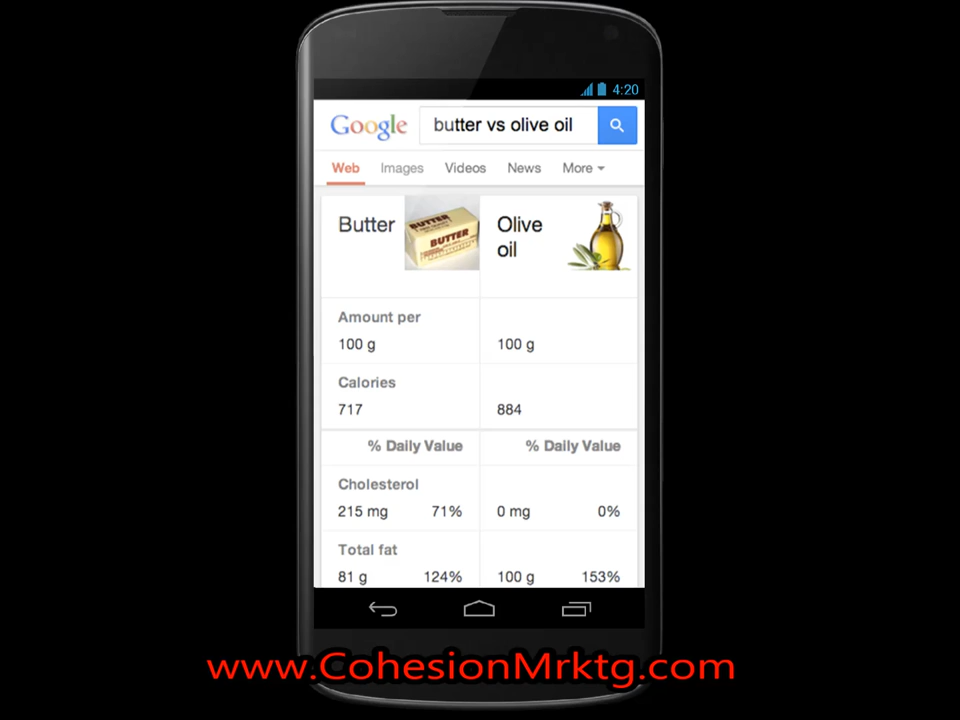 4:20
Google butter vs olive oil
Web Images Videos News More
Butter BUTTER BUTTER Olive oil
Amount per
100 g 100 g
Calories
717 884
% Daily Value % Daily Value
Cholesterol
215 mg 71% 0 mg 0%
Total fat
81 g 124% 100 g 153%
www.CohesionMrktg.com